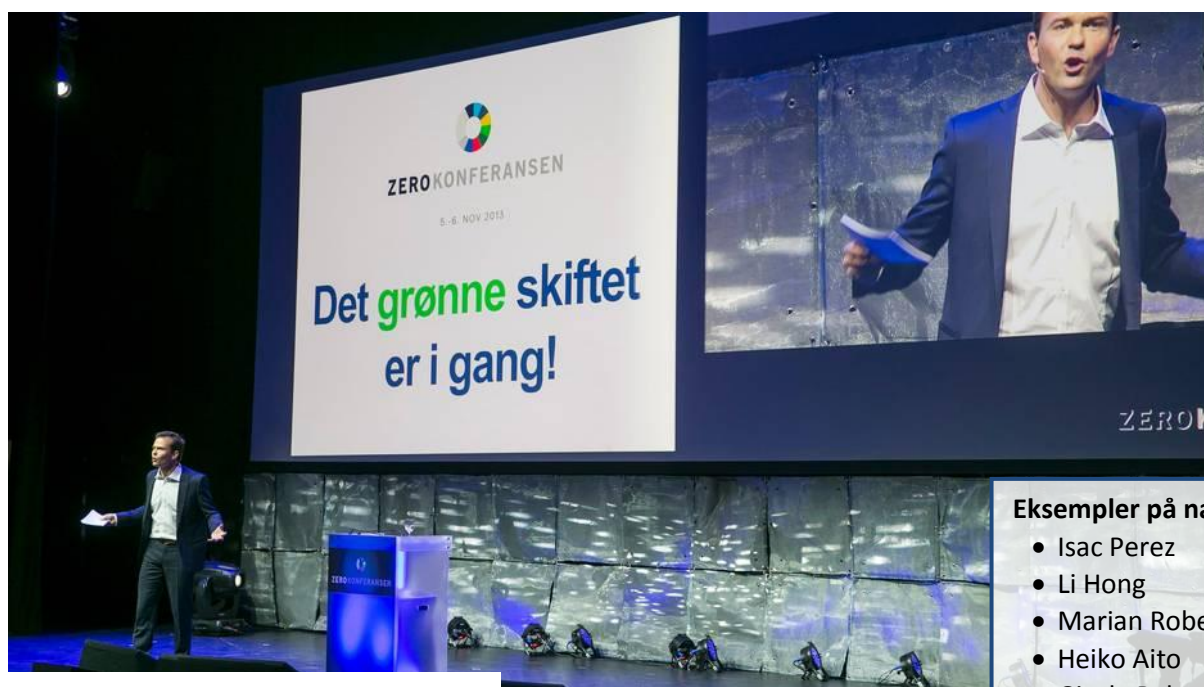 ZEROKONFERANSEN
5.-6. NOV 2013
Det grønne skiftet
er i gang!
ZERO
ZEROKONFERANSEN
Eksempler på
• Isac Perez
• Li Hong
• Marian
• Heiko Aito